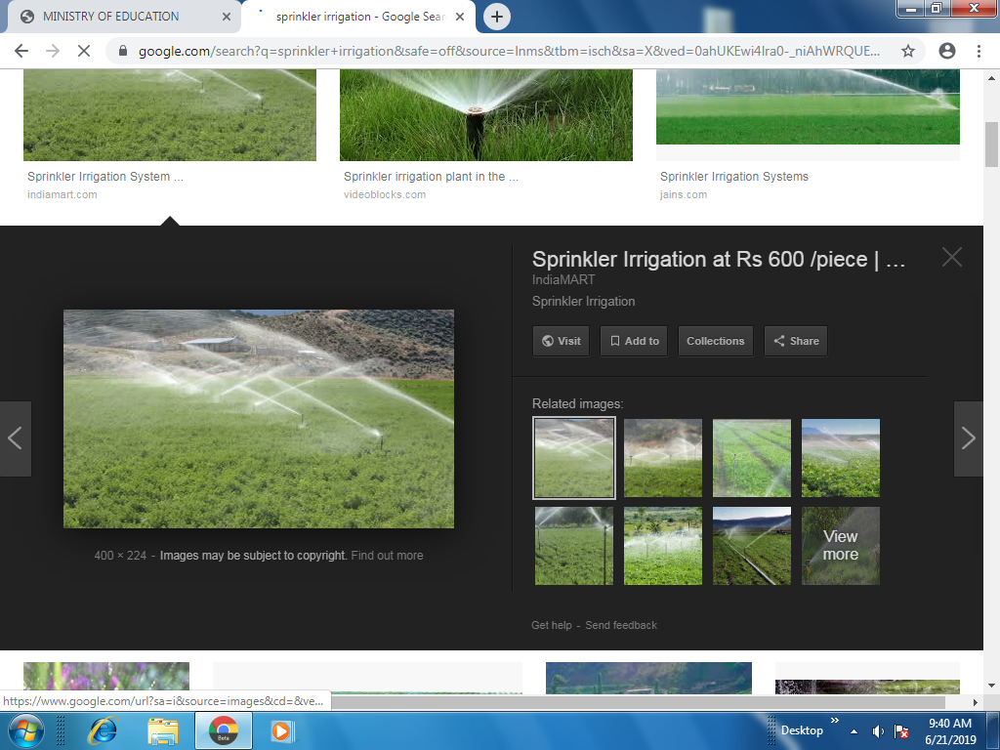 MINISTRY OF EDUCATION
sprinkler irrigation - Google Sear
google.com/search?q=sprinkler+irrigation&safe=off&source=lnms&tbm=isch&sa=X&ved=0ahUKEwi4lra0-_niAhWRQUE...
Sprinkler Irrigation System ...
indiamart.com
Sprinkler irrigation plant in the ...
videoblocks.com
Sprinkler Irrigation Systems
jains.com
Sprinkler Irrigation at Rs 600 /piece | ...
IndiaMART
Sprinkler Irrigation
Visit
Add to
Collections
Share
Related images:
View
more
400 × 224 - Images may be subject to copyright. Find out more
Get help - Send feedback
https://www.google.com/url?sa=i&source=images&cd=&ve...
Beta
Desktop
9:40 AM
6/21/2019